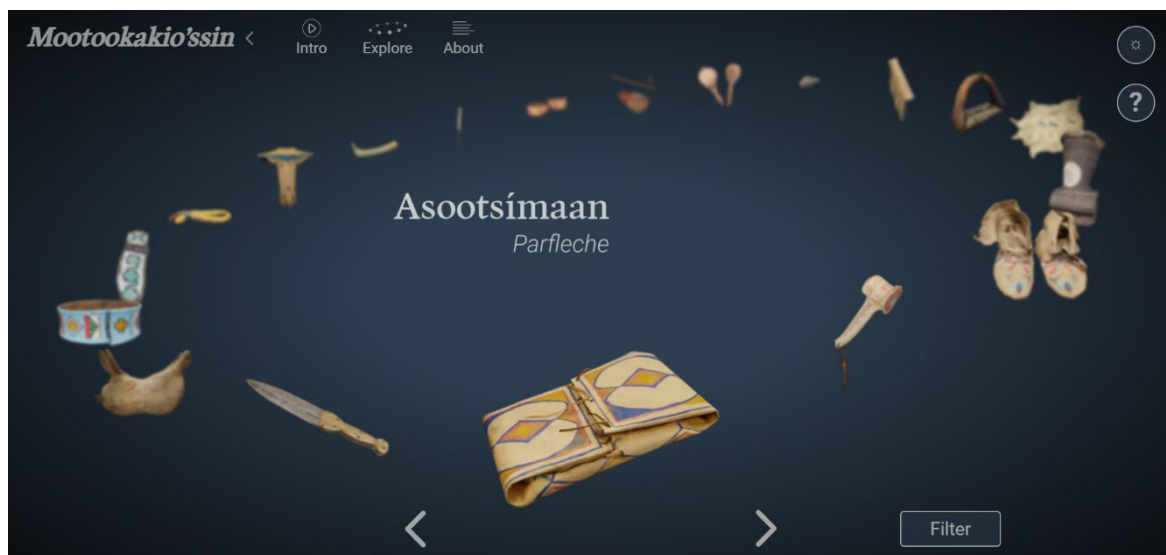 Mootookakio'ssin
Intro
Explore
About
?
Asootsímaan
Parfleche
Filter